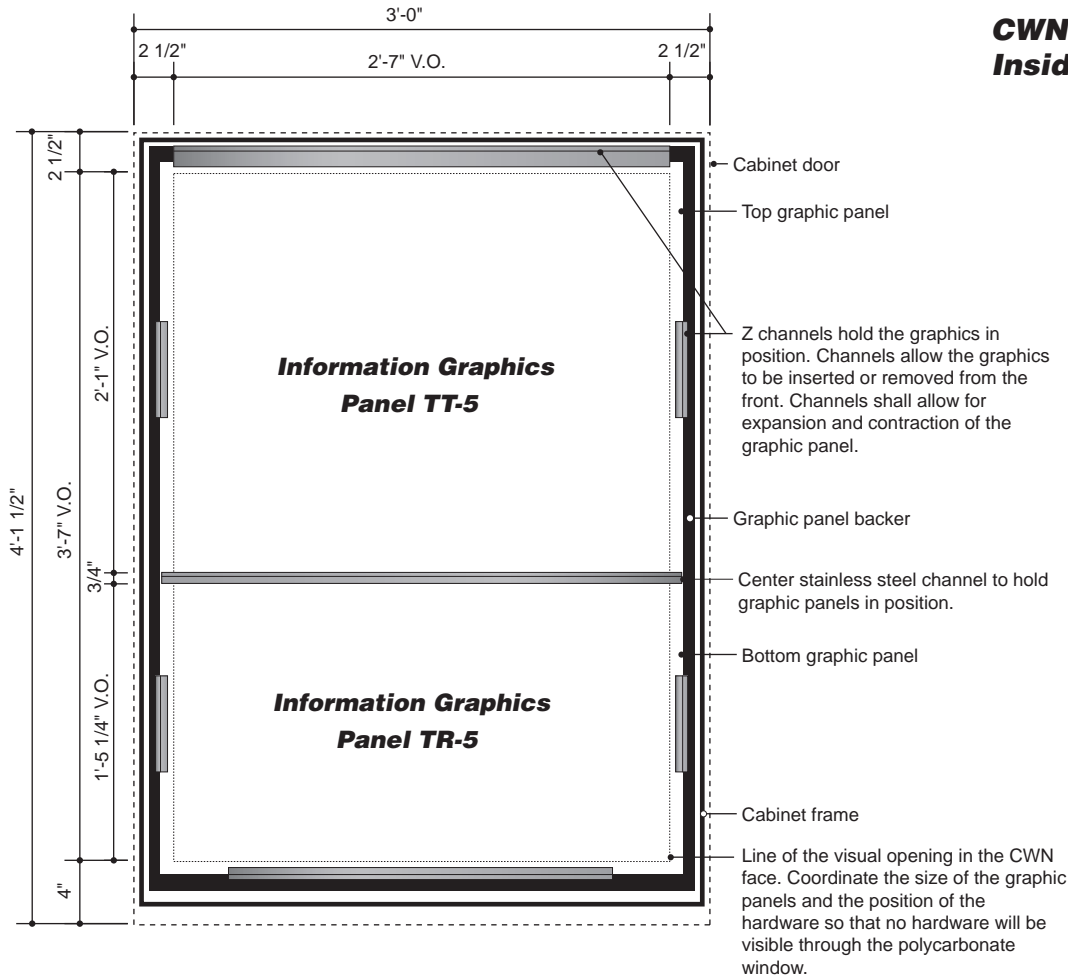 3'-0"
CWN
Insid
2 1/2"
2'-7" V.O.
2 1/2"
2 1/2"
Cabinet door
Top graphic panel
2'-1" V.O.
Z channels hold the graphics in
position. Channels allow the graphics
to be inserted or removed from the
front. Channels shall allow for
expansion and contraction of the
graphic panel.
Information Graphics
Panel TT-5
4'-1 1/2"
3'-7" V.O.
Graphic panel backer
3/4"
Center stainless steel channel to hold
graphic panels in position.
Bottom graphic panel
1'-5 1/4" V.O.
Information Graphics
Panel TR-5
Cabinet frame
4"
Line of the visual opening in the CWN
face. Coordinate the size of the graphic
panels and the position of the
hardware so that no hardware will be
visible through the polycarbonate
window.